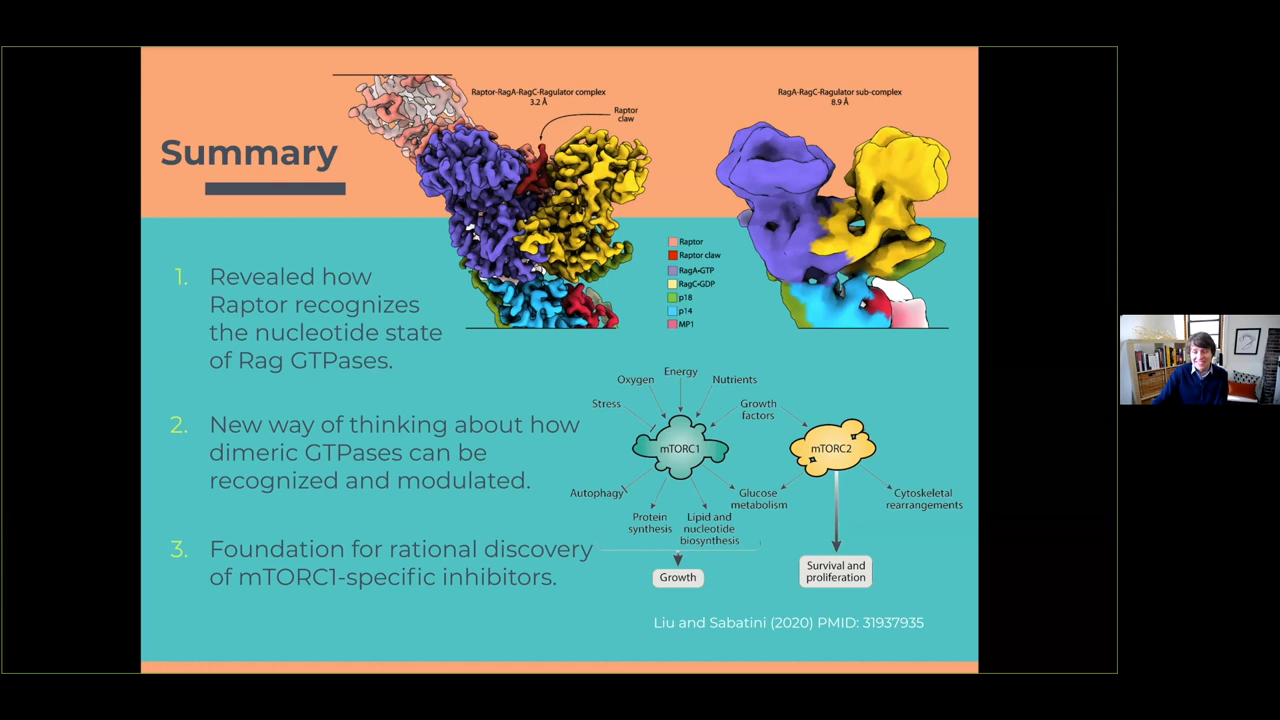 Summary
Raptor-RagA-RagC-Ragulator complex
3.2 Å
Raptor
claw
RagA-RagC-Ragulator sub-complex
8.9 Å
Raptor
Raptor claw
RagA•GTP
RagC•GDP
p18
p14
MP1
1. Revealed how
Raptor recognizes
the nucleotide state
of Rag GTPases.
2. New way of thinking about how
dimeric GTPases can be
recognized and modulated.
3. Foundation for rational discovery
of mTORC1-specific inhibitors.
Stress
Oxygen
Energy
Nutrients
Growth
factors
mTORC1
mTORC2
Autophagy
Protein
synthesis
Lipid and
nucleotide
biosynthesis
Glucose
metabolism
Cytoskeletal
rearrangements
Growth
Survival and
proliferation
Liu and Sabatini (2020) PMID: 31937935